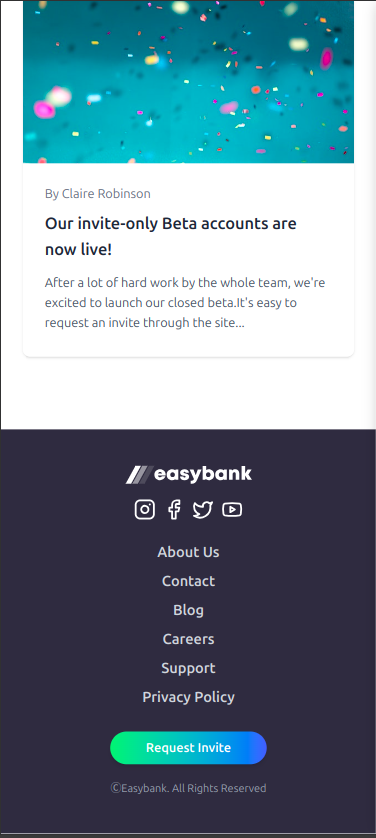 By Claire Robinson
Our invite-only Beta accounts are
now live!
After a lot of hard work by the whole team, we're
excited to launch our closed beta.It's easy to
request an invite through the site...
easybank
About Us
Contact
Blog
Careers
Support
Privacy Policy
Request Invite
ⒸEasybank. All Rights Reserved